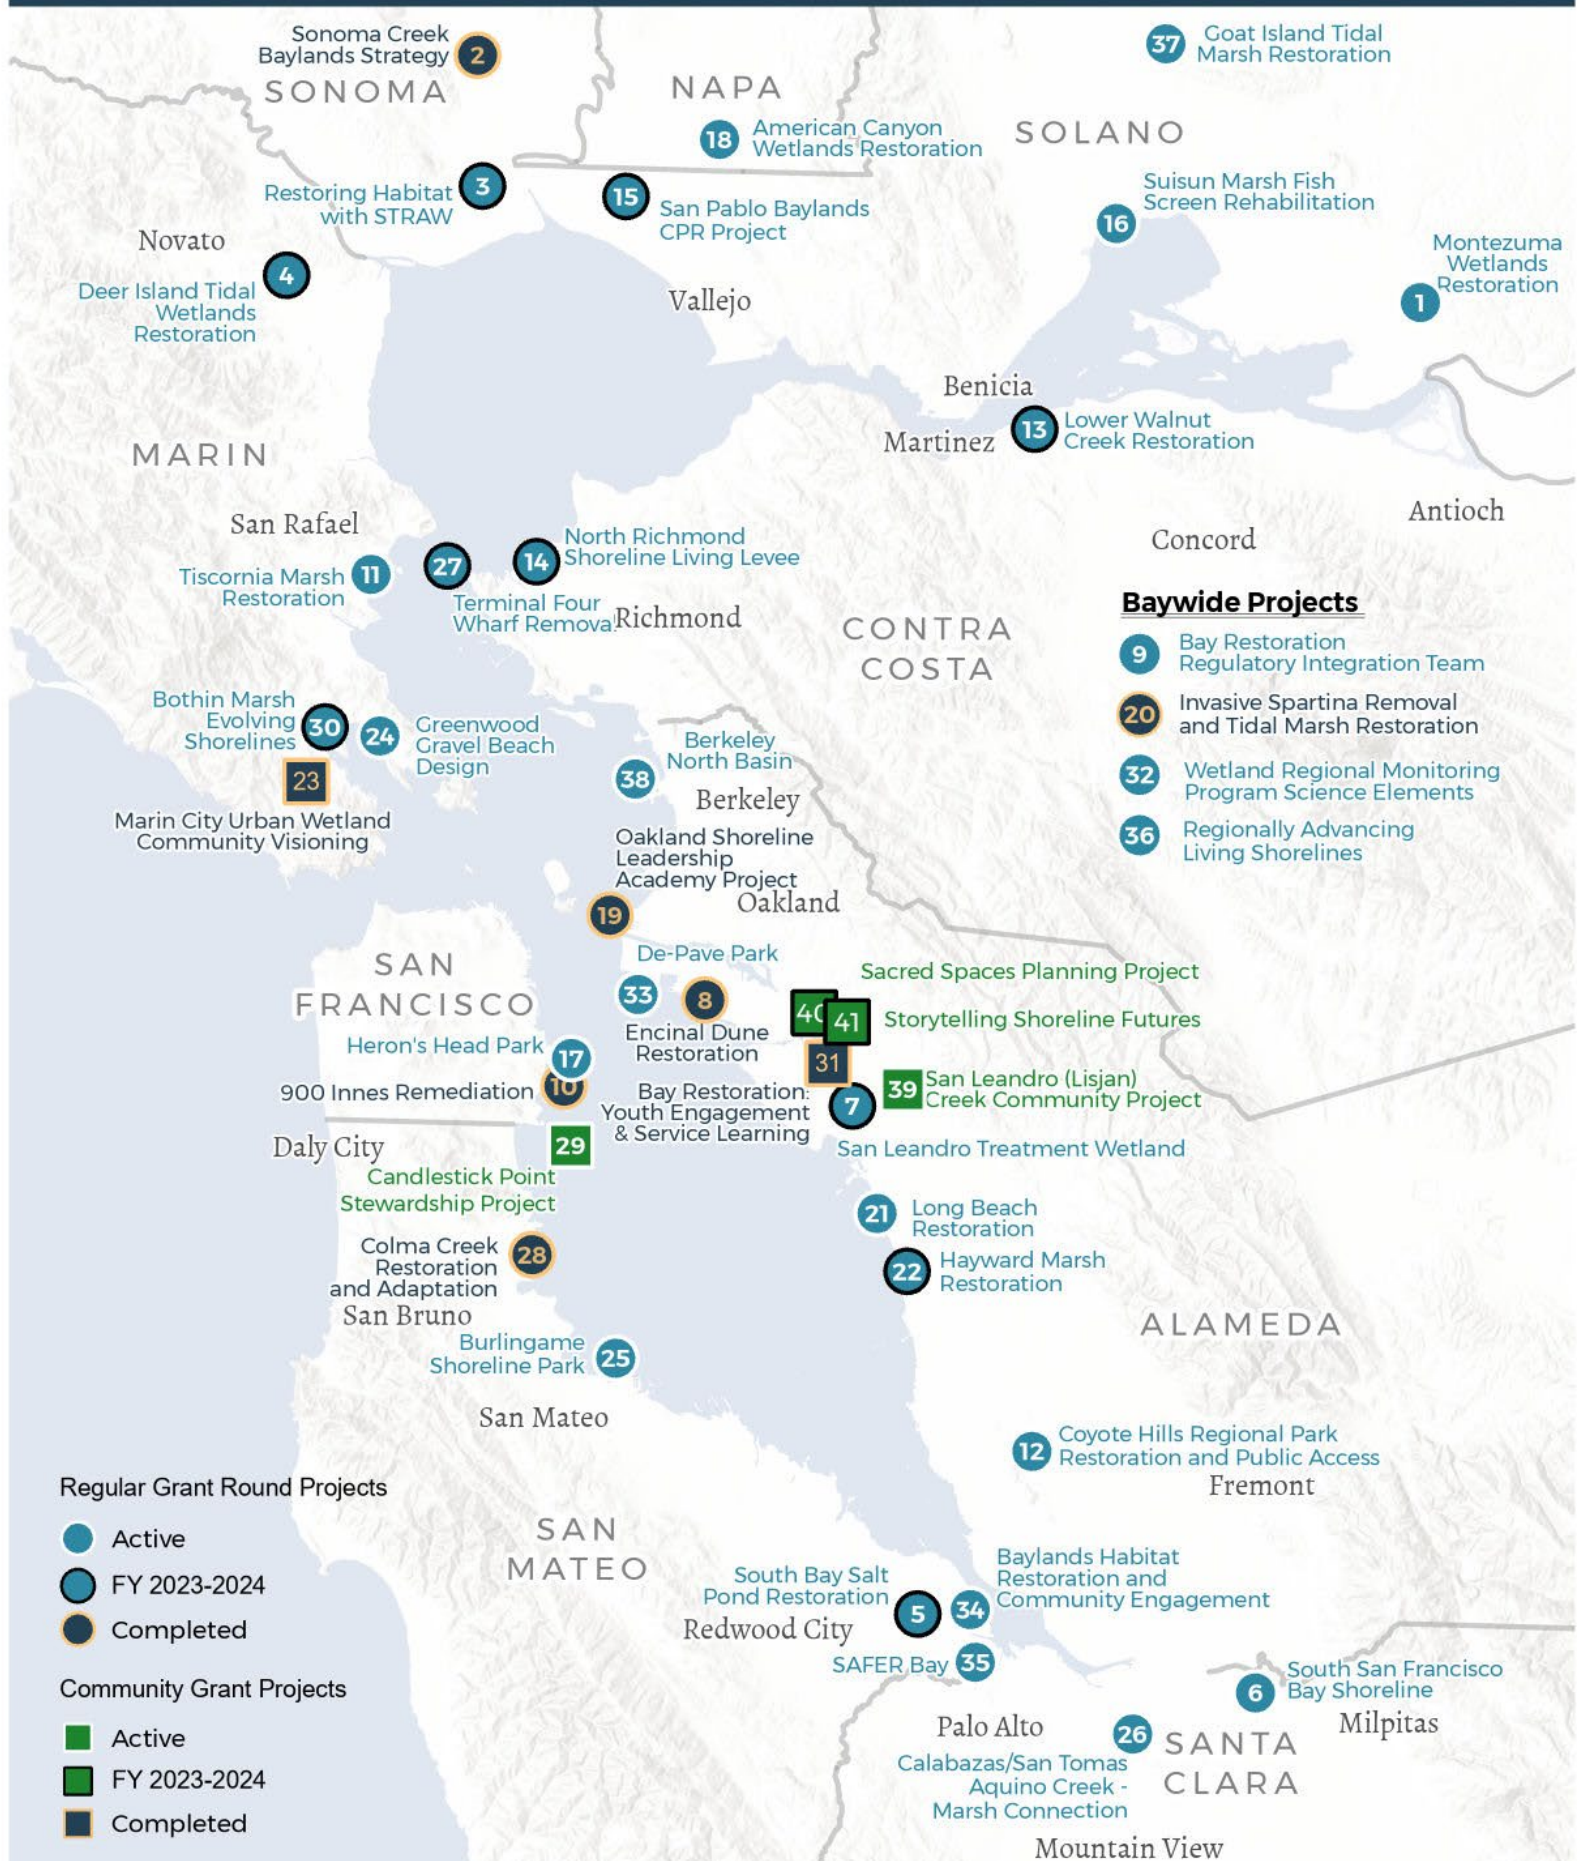 Sonoma Creek
Baylands Strategy
2
SONOMA
NAPA
37
Goat Island Tidal
Marsh Restoration
18
American Canyon
Wetlands Restoration
SOLANO
Restoring Habitat
with STRAW
3
15
San Pablo Baylands
CPR Project
Suisun Marsh Fish
Screen Rehabilitation
16
Novato
4
Deer Island Tidal
Wetlands
Restoration
Vallejo
Montezuma
Wetlands
Restoration
1
Benicia
Martinez
13
Lower Walnut
Creek Restoration
MARIN
Antioch
Concord
San Rafael
Tiscornia Marsh
Restoration
11
27
Terminal Four
Wharf Remova
14
North Richmond
Shoreline Living Levee
Richmond
CONTRA
COSTA
Baywide Projects
9
Bay Restoration
Regulatory Integration Team
20
Invasive Spartina Removal
and Tidal Marsh Restoration
32
Wetland Regional Monitoring
Program Science Elements
36
Regionally Advancing
Living Shorelines
Bothin Marsh
Evolving
Shorelines
30
24
Greenwood
Gravel Beach
Design
23
Marin City Urban Wetland
Community Visioning
Berkeley
North Basin
38
Berkeley
Oakland Shoreline
Leadership
Academy Project
19
Oakland
SAN
FRANCISCO
De-Pave Park
33
8
Encinal Dune
Restoration
Sacred Spaces Planning Project
40
41
Storytelling Shoreline Futures
31
Bay Restoration:
Youth Engagement
& Service Learning
39
San Leandro (Lisjan)
Creek Community Project
7
San Leandro Treatment Wetland
Heron's Head Park
17
900 Innes Remediation
10
Daly City
29
Candlestick Point
Stewardship Project
21
Long Beach
Restoration
22
Hayward Marsh
Restoration
Colma Creek
Restoration
and Adaptation
28
San Bruno
Burlingame
Shoreline Park
25
ALAMEDA
San Mateo
12
Coyote Hills Regional Park
Restoration and Public Access
Fremont
SAN
MATEO
South Bay Salt
Pond Restoration
5
34
Baylands Habitat
Restoration and
Community Engagement
Redwood City
SAFER Bay
35
6
South San Francisco
Bay Shoreline
Milpitas
Palo Alto
26
Calabazas/San Tomas
Aquino Creek -
Marsh Connection
SANTA
CLARA
Mountain View
Regular Grant Round Projects
Active
FY 2023-2024
Completed
Community Grant Projects
Active
FY 2023-2024
Completed